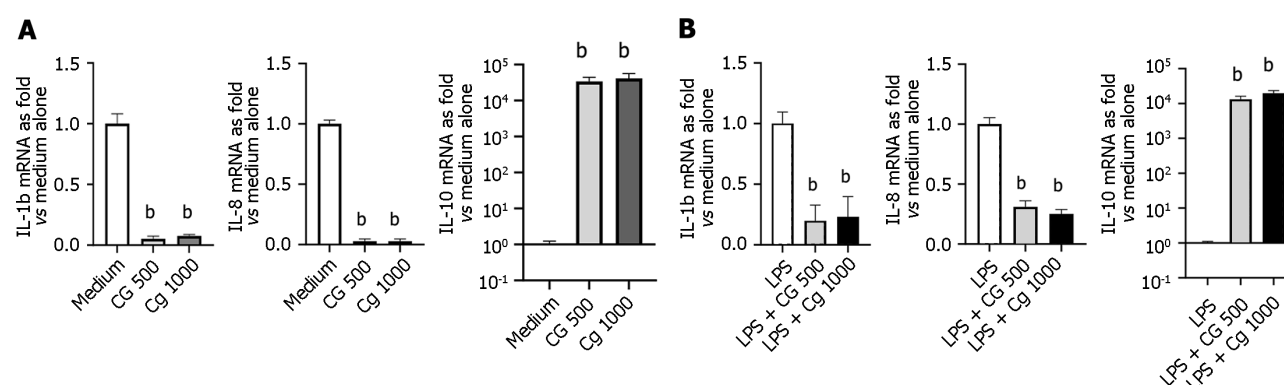 A
B
IL-1b mRNA as fold
vs medium alone
1.5
1.0
0.5
0.0
b
b
Medium
CG 500
Cg 1000
IL-8 mRNA as fold
vs medium alone
1.5
1.0
0.5
0.0
b
b
Medium
CG 500
Cg 1000
IL-10 mRNA as fold
vs medium alone
10⁵
10⁴
10³
10²
10¹
10⁰
10⁻¹
b
b
Medium
CG 500
Cg 1000
IL-1b mRNA as fold
vs medium alone
1.5
1.0
0.5
0.0
b
b
LPS
LPS + CG 500
LPS + Cg 1000
IL-8 mRNA as fold
vs medium alone
1.5
1.0
0.5
0.0
b
b
LPS
LPS + CG 500
LPS + Cg 1000
IL-10 mRNA as fold
vs medium alone
10⁵
10⁴
10³
10²
10¹
10⁰
10⁻¹
b
b
LPS
LPS + CG 500
LPS + Cg 1000